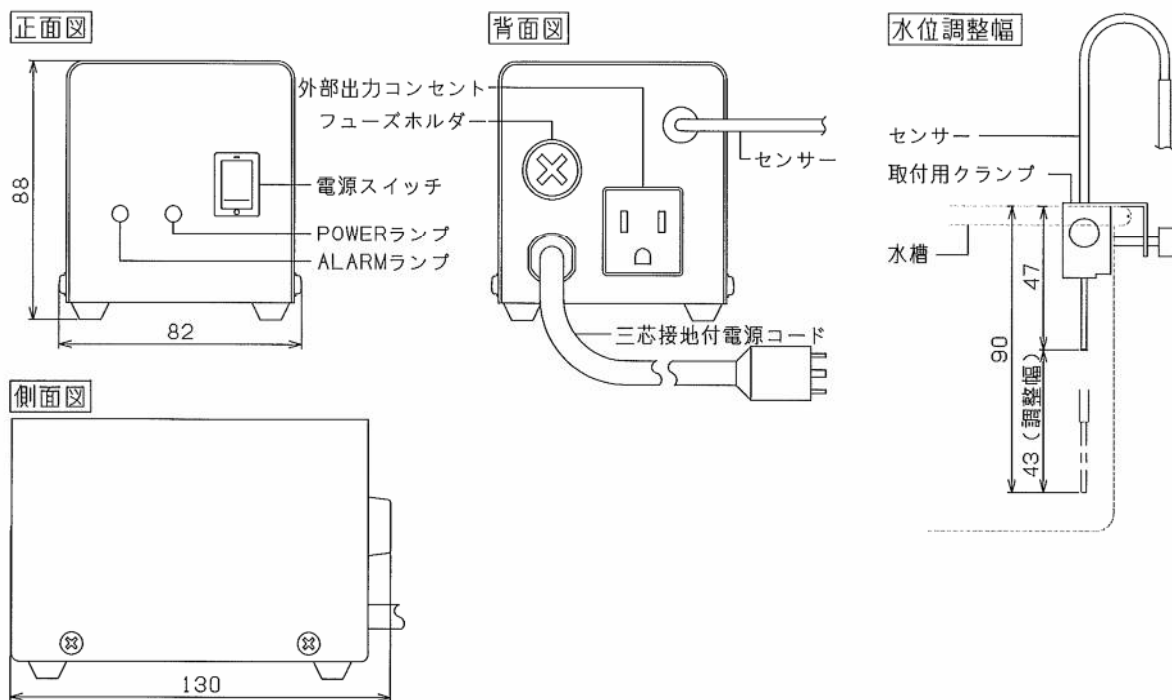 正面図
88
82
電源スイッチ
POWERランプ
ALARMランプ
背面図
外部出力コンセント
フューズホルダ
センサー
三芯接地付電源コード
水位調整幅
センサー
取付用クランプ
水槽
47
90
43(調整幅)
側面図
130